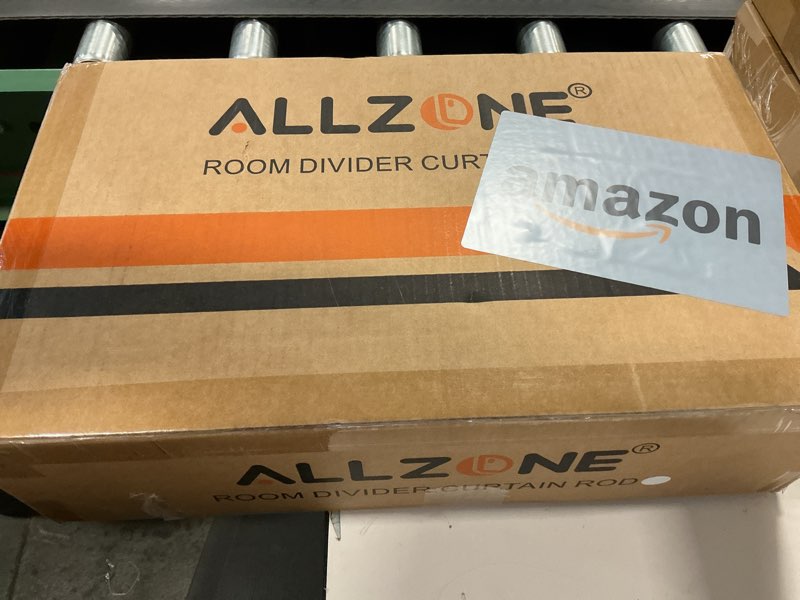 ALLZONE®
ROOM DIVIDER CURT
amazon
ALLZONE®
ROOM DIVIDER CURTAIN ROD